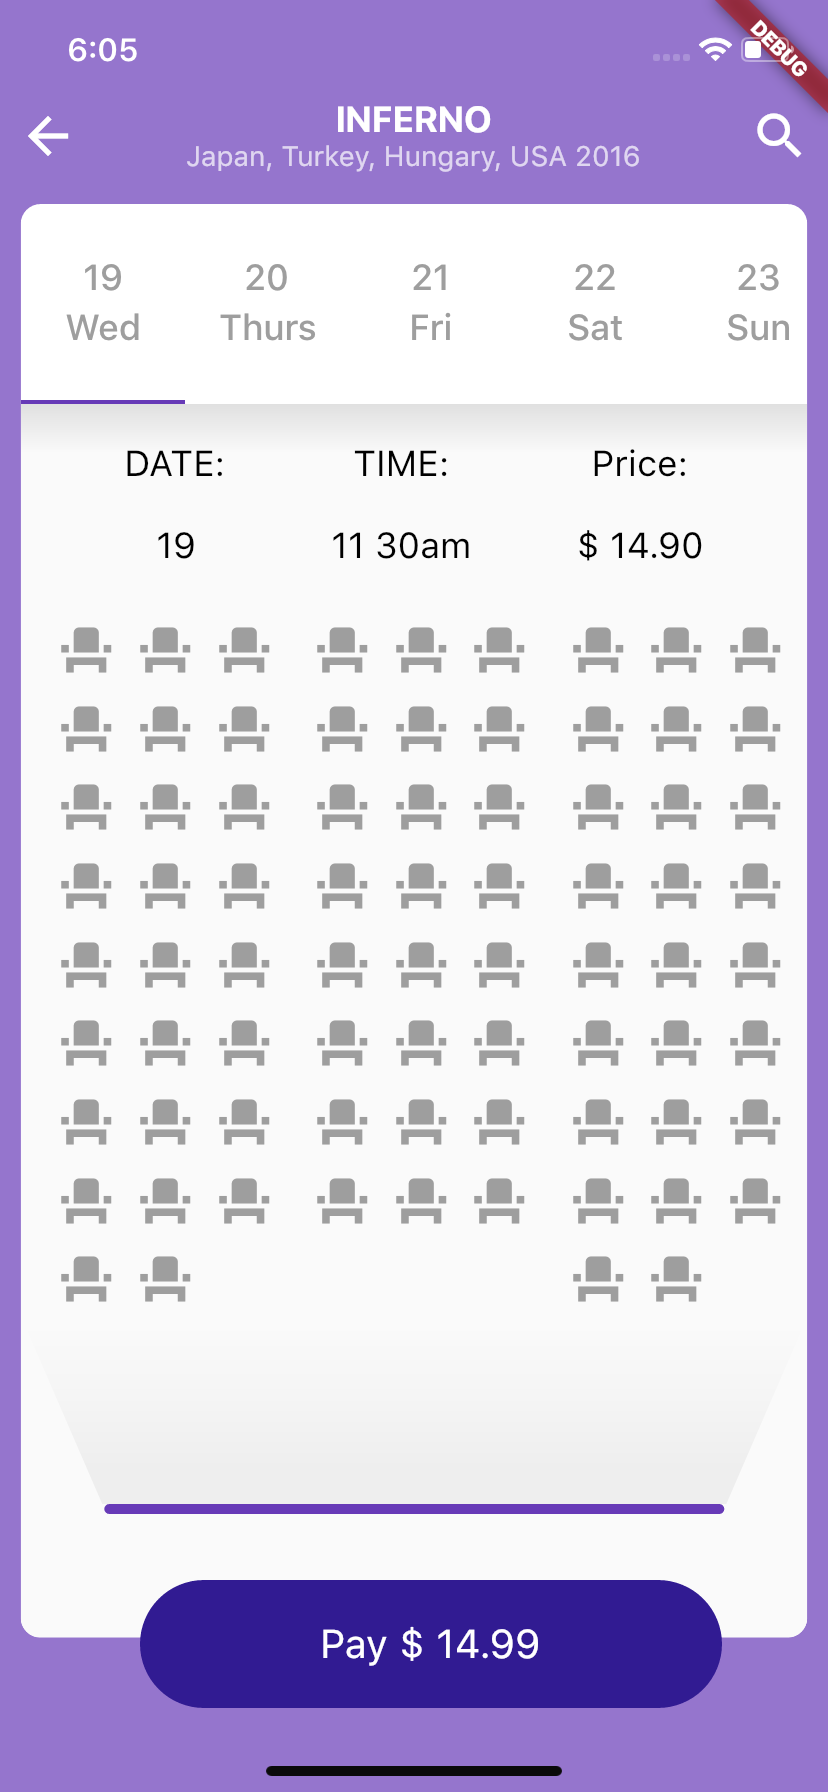 6:05
DEBUG
INFERNO
Japan, Turkey, Hungary, USA 2016
19 20 21 22 23
Wed Thurs Fri Sat Sun
DATE: TIME: Price:
19 11 30am $ 14.90
Pay $ 14.99